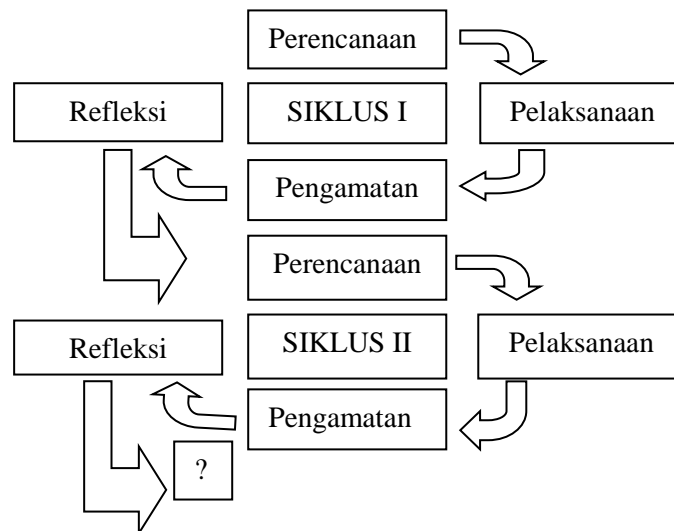 Perencanaan
Refleksi
SIKLUS I
Pelaksanaan
Pengamatan
Perencanaan
Refleksi
SIKLUS II
Pelaksanaan
Pengamatan
?